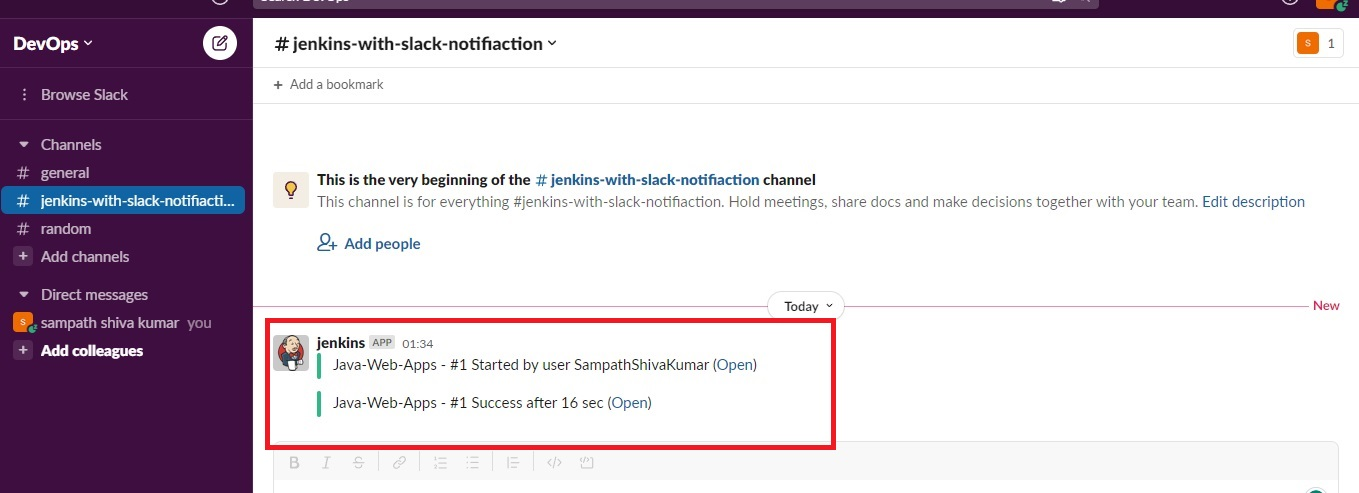 DevOps
# jenkins-with-slack-notifiaction
S 1
Browse Slack
+ Add a bookmark
Channels
# general
# jenkins-with-slack-notifiacti...
# random
+ Add channels
Direct messages
S sampath shiva kumar you
+ Add colleagues
This is the very beginning of the # jenkins-with-slack-notifiaction channel
This channel is for everything #jenkins-with-slack-notifiaction. Hold meetings, share docs and make decisions together with your team. Edit description
Add people
Today
New
jenkins APP 01:34
Java-Web-Apps - #1 Started by user SampathShivaKumar (Open)
Java-Web-Apps - #1 Success after 16 sec (Open)
B I S